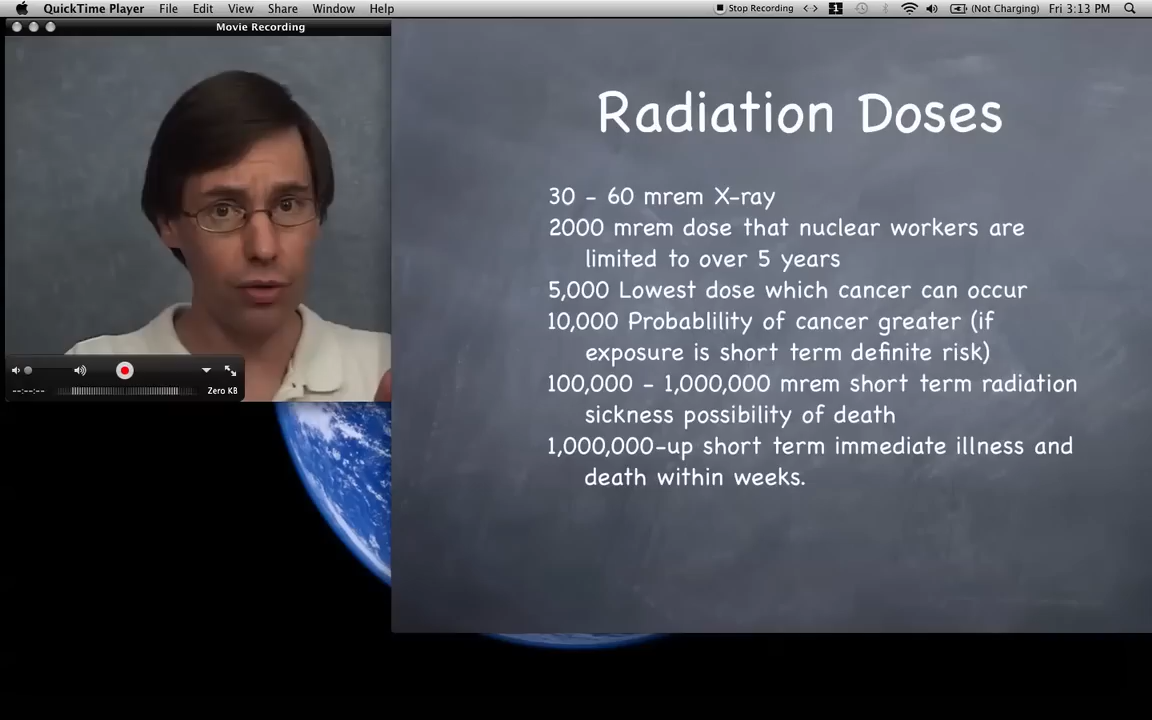 QuickTime Player File Edit View Window Share Help
Stop Recording 1 (Not Charging) Fri 3:13 PM
Movie Recording
--:--:-- Zero KB
Radiation Doses
30 - 60 mrem X-ray
2000 mrem dose that nuclear workers are
limited to over 5 years
5,000 Lowest dose which cancer can occur
10,000 Probablility of cancer greater (if
exposure is short term definite risk)
100,000 - 1,000,000 mrem short term radiation
sickness possibility of death
1,000,000-up short term immediate illness and
death within weeks.